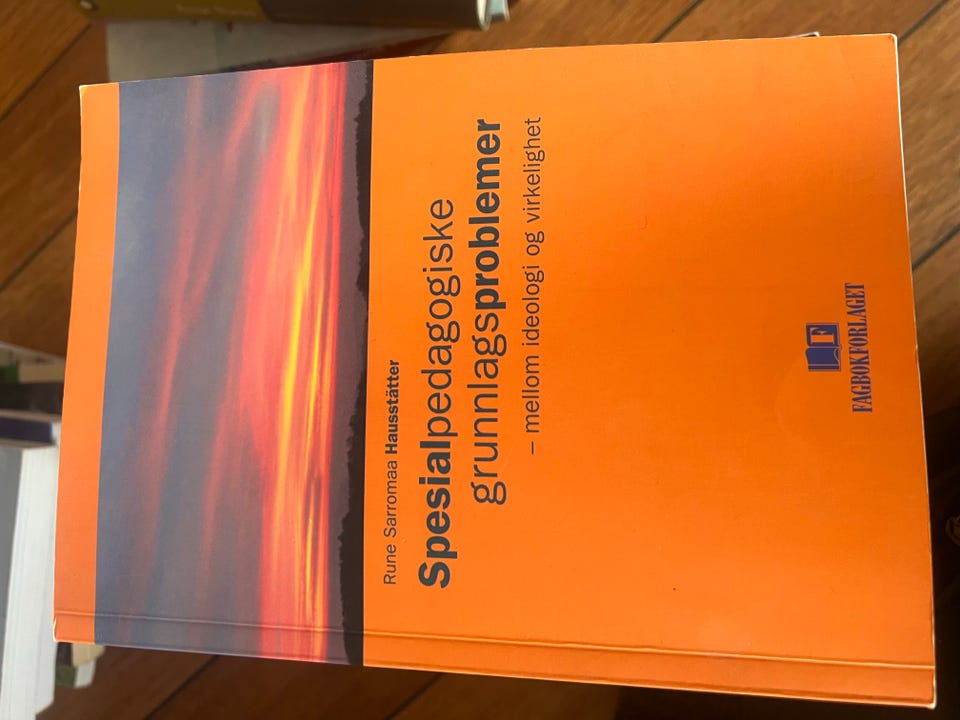 Rune Sarromaa Hausstätter
Spesialpedagogiske
grunnlagsproblemer
– mellom ideologi og virkelighet
F
FAGBOKFORLAGET